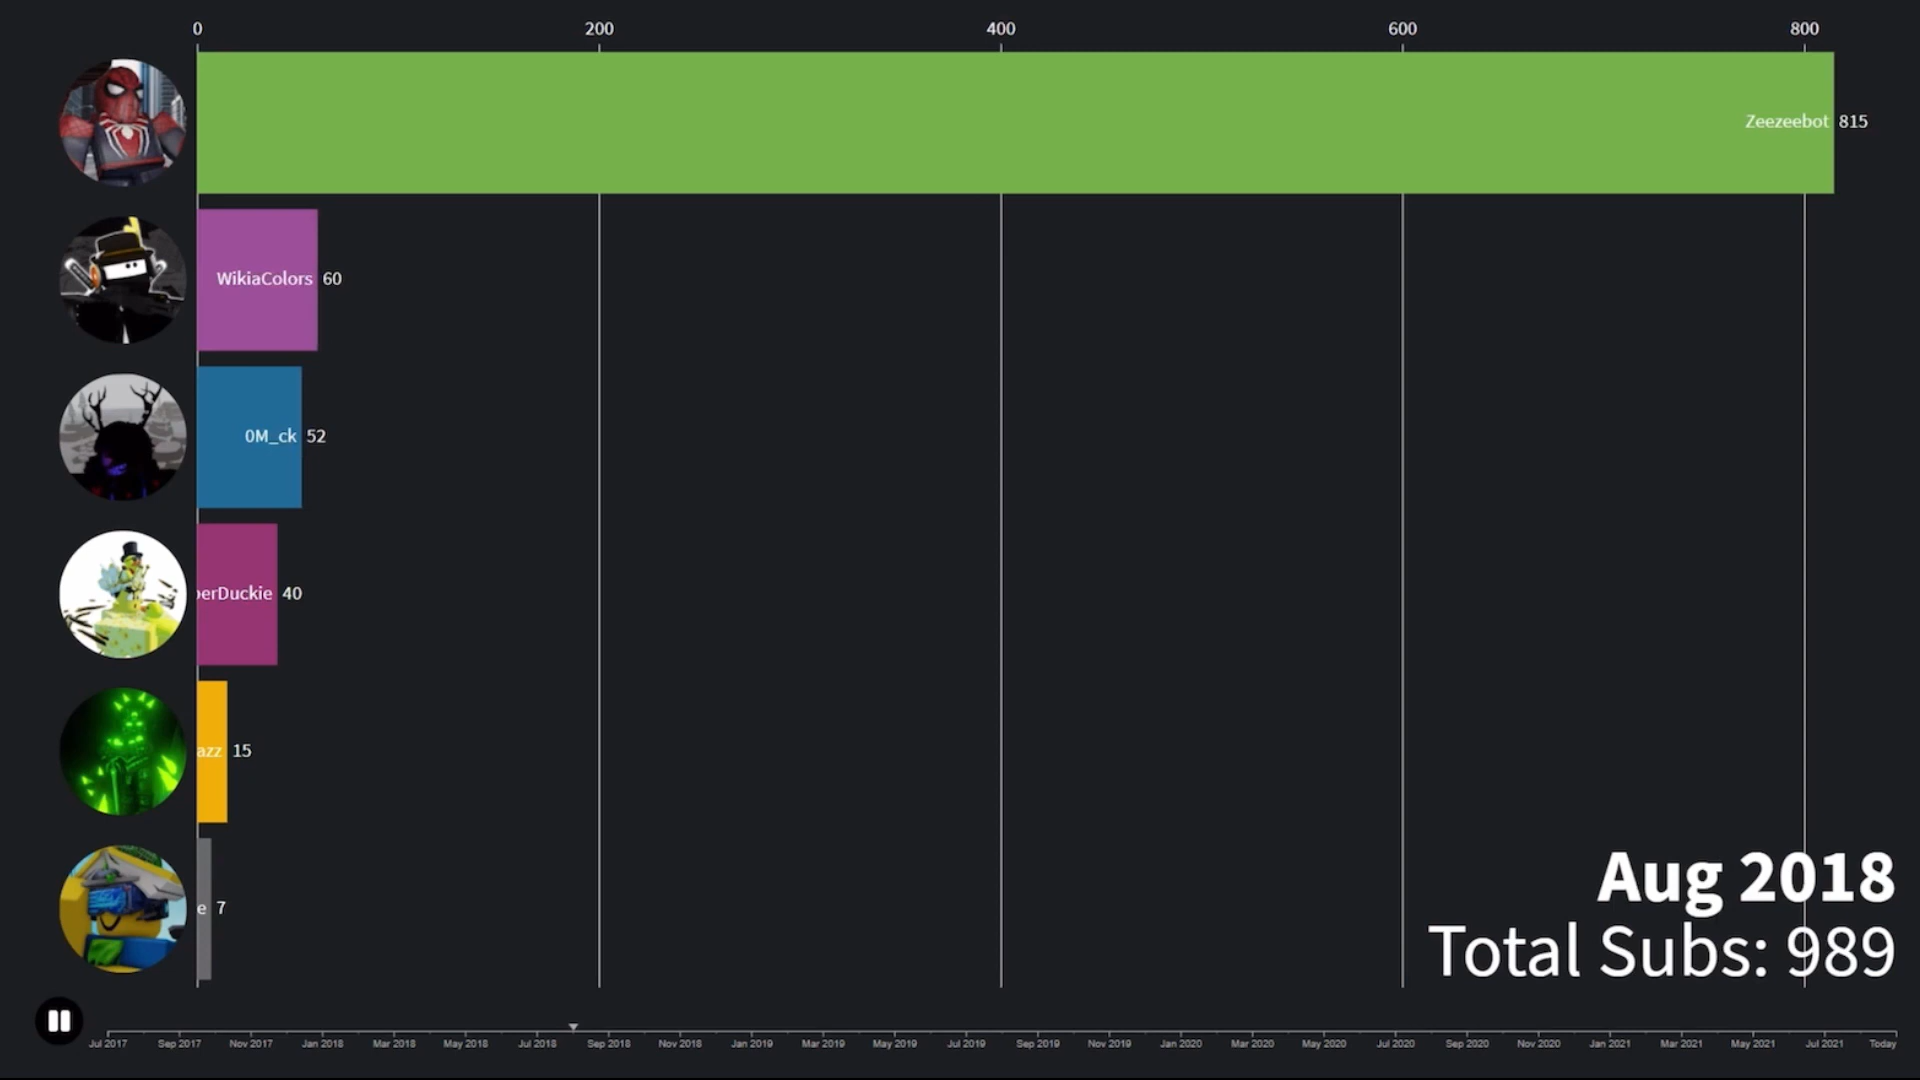 0 200 400 600 800
Zeezeebot 815
WikiaColors 60
0M_ck 52
perDuckie 40
azz 15
e 7
Aug 2018
Total Subs: 989
Jul 2017 Sep 2017 Nov 2017 Jan 2018 Mar 2018 May 2018 Jul 2018 Sep 2018 Nov 2018 Jan 2019 Mar 2019 May 2019 Jul 2019 Sep 2019 Nov 2019 Jan 2020 Mar 2020 May 2020 Jul 2020 Sep 2020 Nov 2020 Jan 2021 Mar 2021 May 2021 Jul 2021 Today